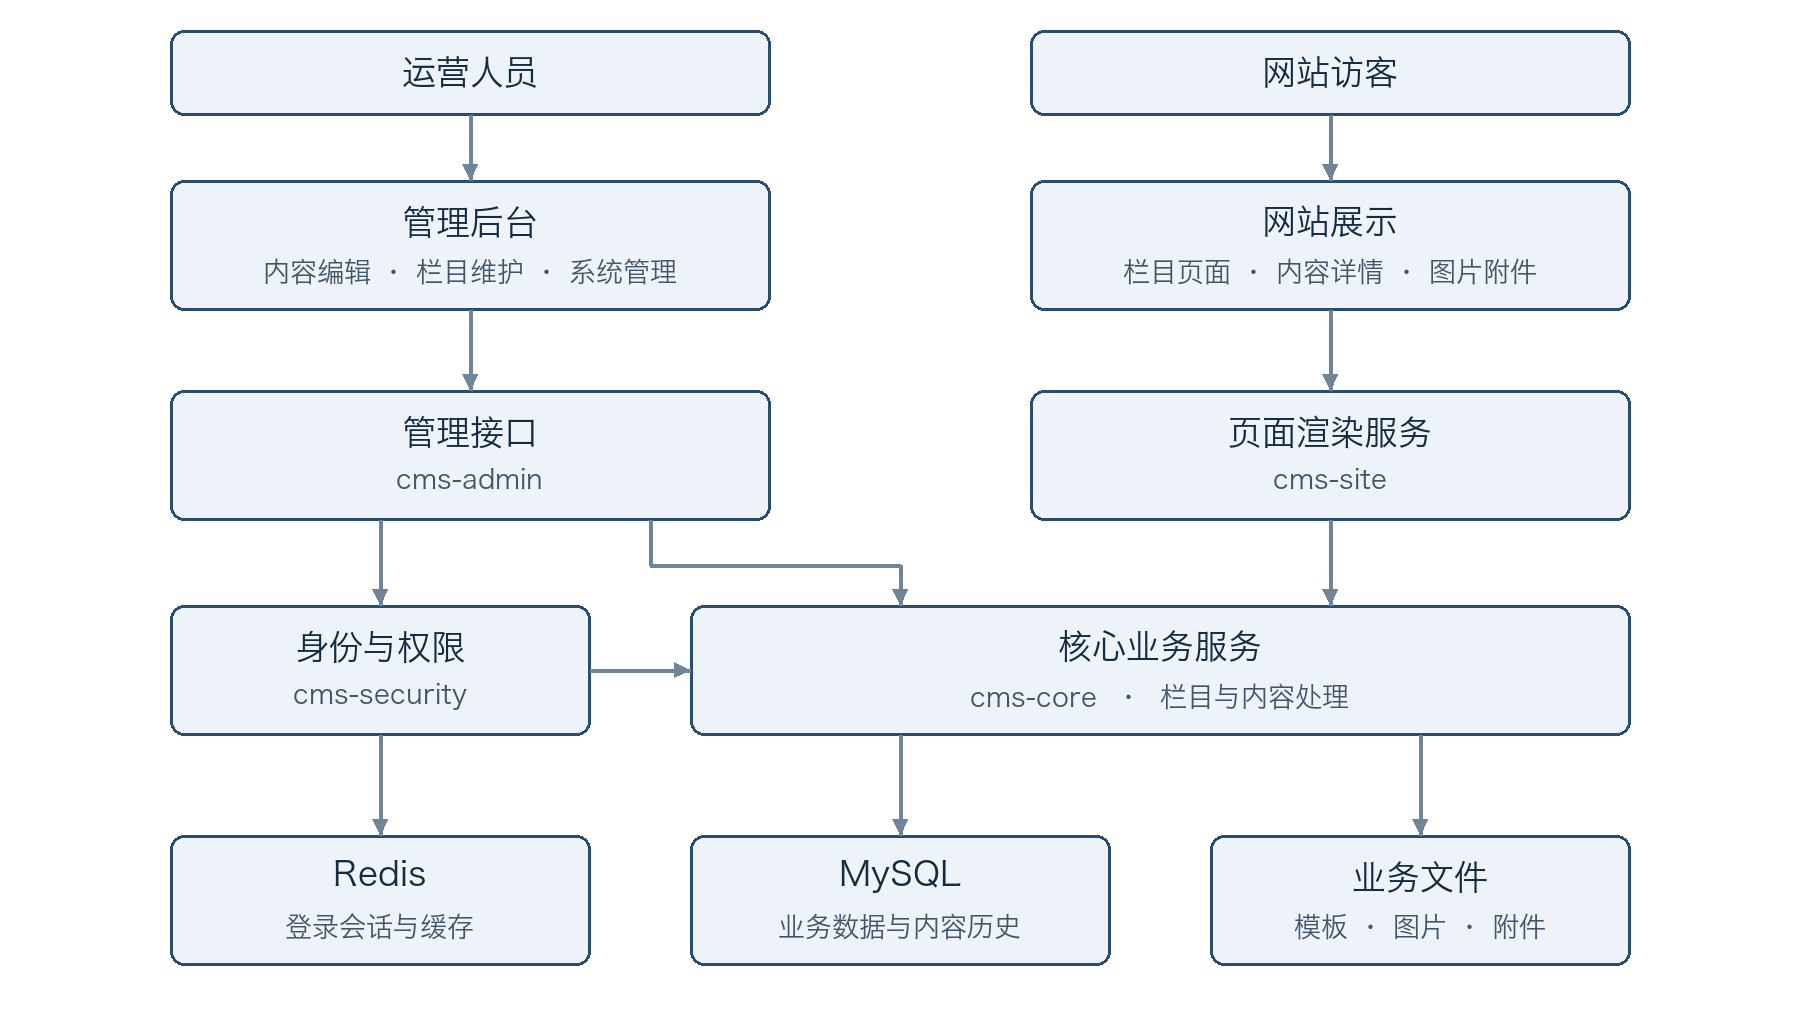 运营人员
网站访客
管理后台
内容编辑 · 栏目维护 · 系统管理
网站展示
栏目页面 · 内容详情 · 图片附件
管理接口
cms-admin
页面渲染服务
cms-site
身份与权限
cms-security
核心业务服务
cms-core · 栏目与内容处理
Redis
登录会话与缓存
MySQL
业务数据与内容历史
业务文件
模板 · 图片 · 附件